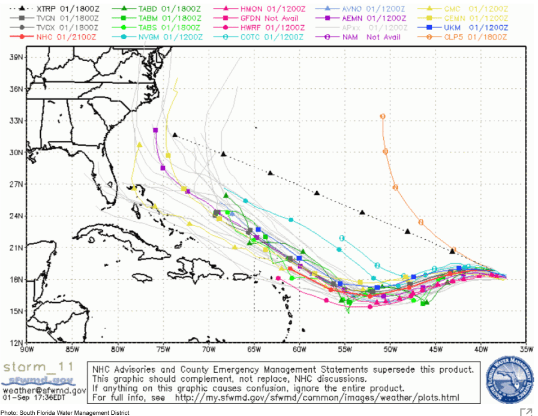 XTRP 01/1800Z TABD 01/1800Z HMON 01/1200Z AVNO 01/1200Z CMC 01/1200Z
TVCN 01/1800Z TABM 01/1800Z GFDN Not Avail AEMN 01/1200Z CEMN 01/1200Z
TVCX 01/1800Z TABS 01/1800Z HWRF 01/1200Z 01/1200Z UKM 01/1200Z
NHC 01/2100Z NVGM 01/1200Z COTC 01/1200Z NAM Not Avail CLP5 01/1800Z
39N
36N
33N
30N
27N
24N
21N
18N
15N
12N
90W 85W 80W 75W 70W 65W 60W 55W 50W 45W 40W 35W
storm_11
sfwmd.gov
weather@sfwmd.gov
01-Sep 17:36EDT
NHC Advisories and County Emergency Management Statements supersede this product.
This graphic should complement, not replace, NHC discussions.
If anything on this graphic causes confusion, ignore the entire product.
For full info, see http://my.sfwmd.gov/sfwmd/common/images/weather/plots.html
Photo: South Florida Water Management District